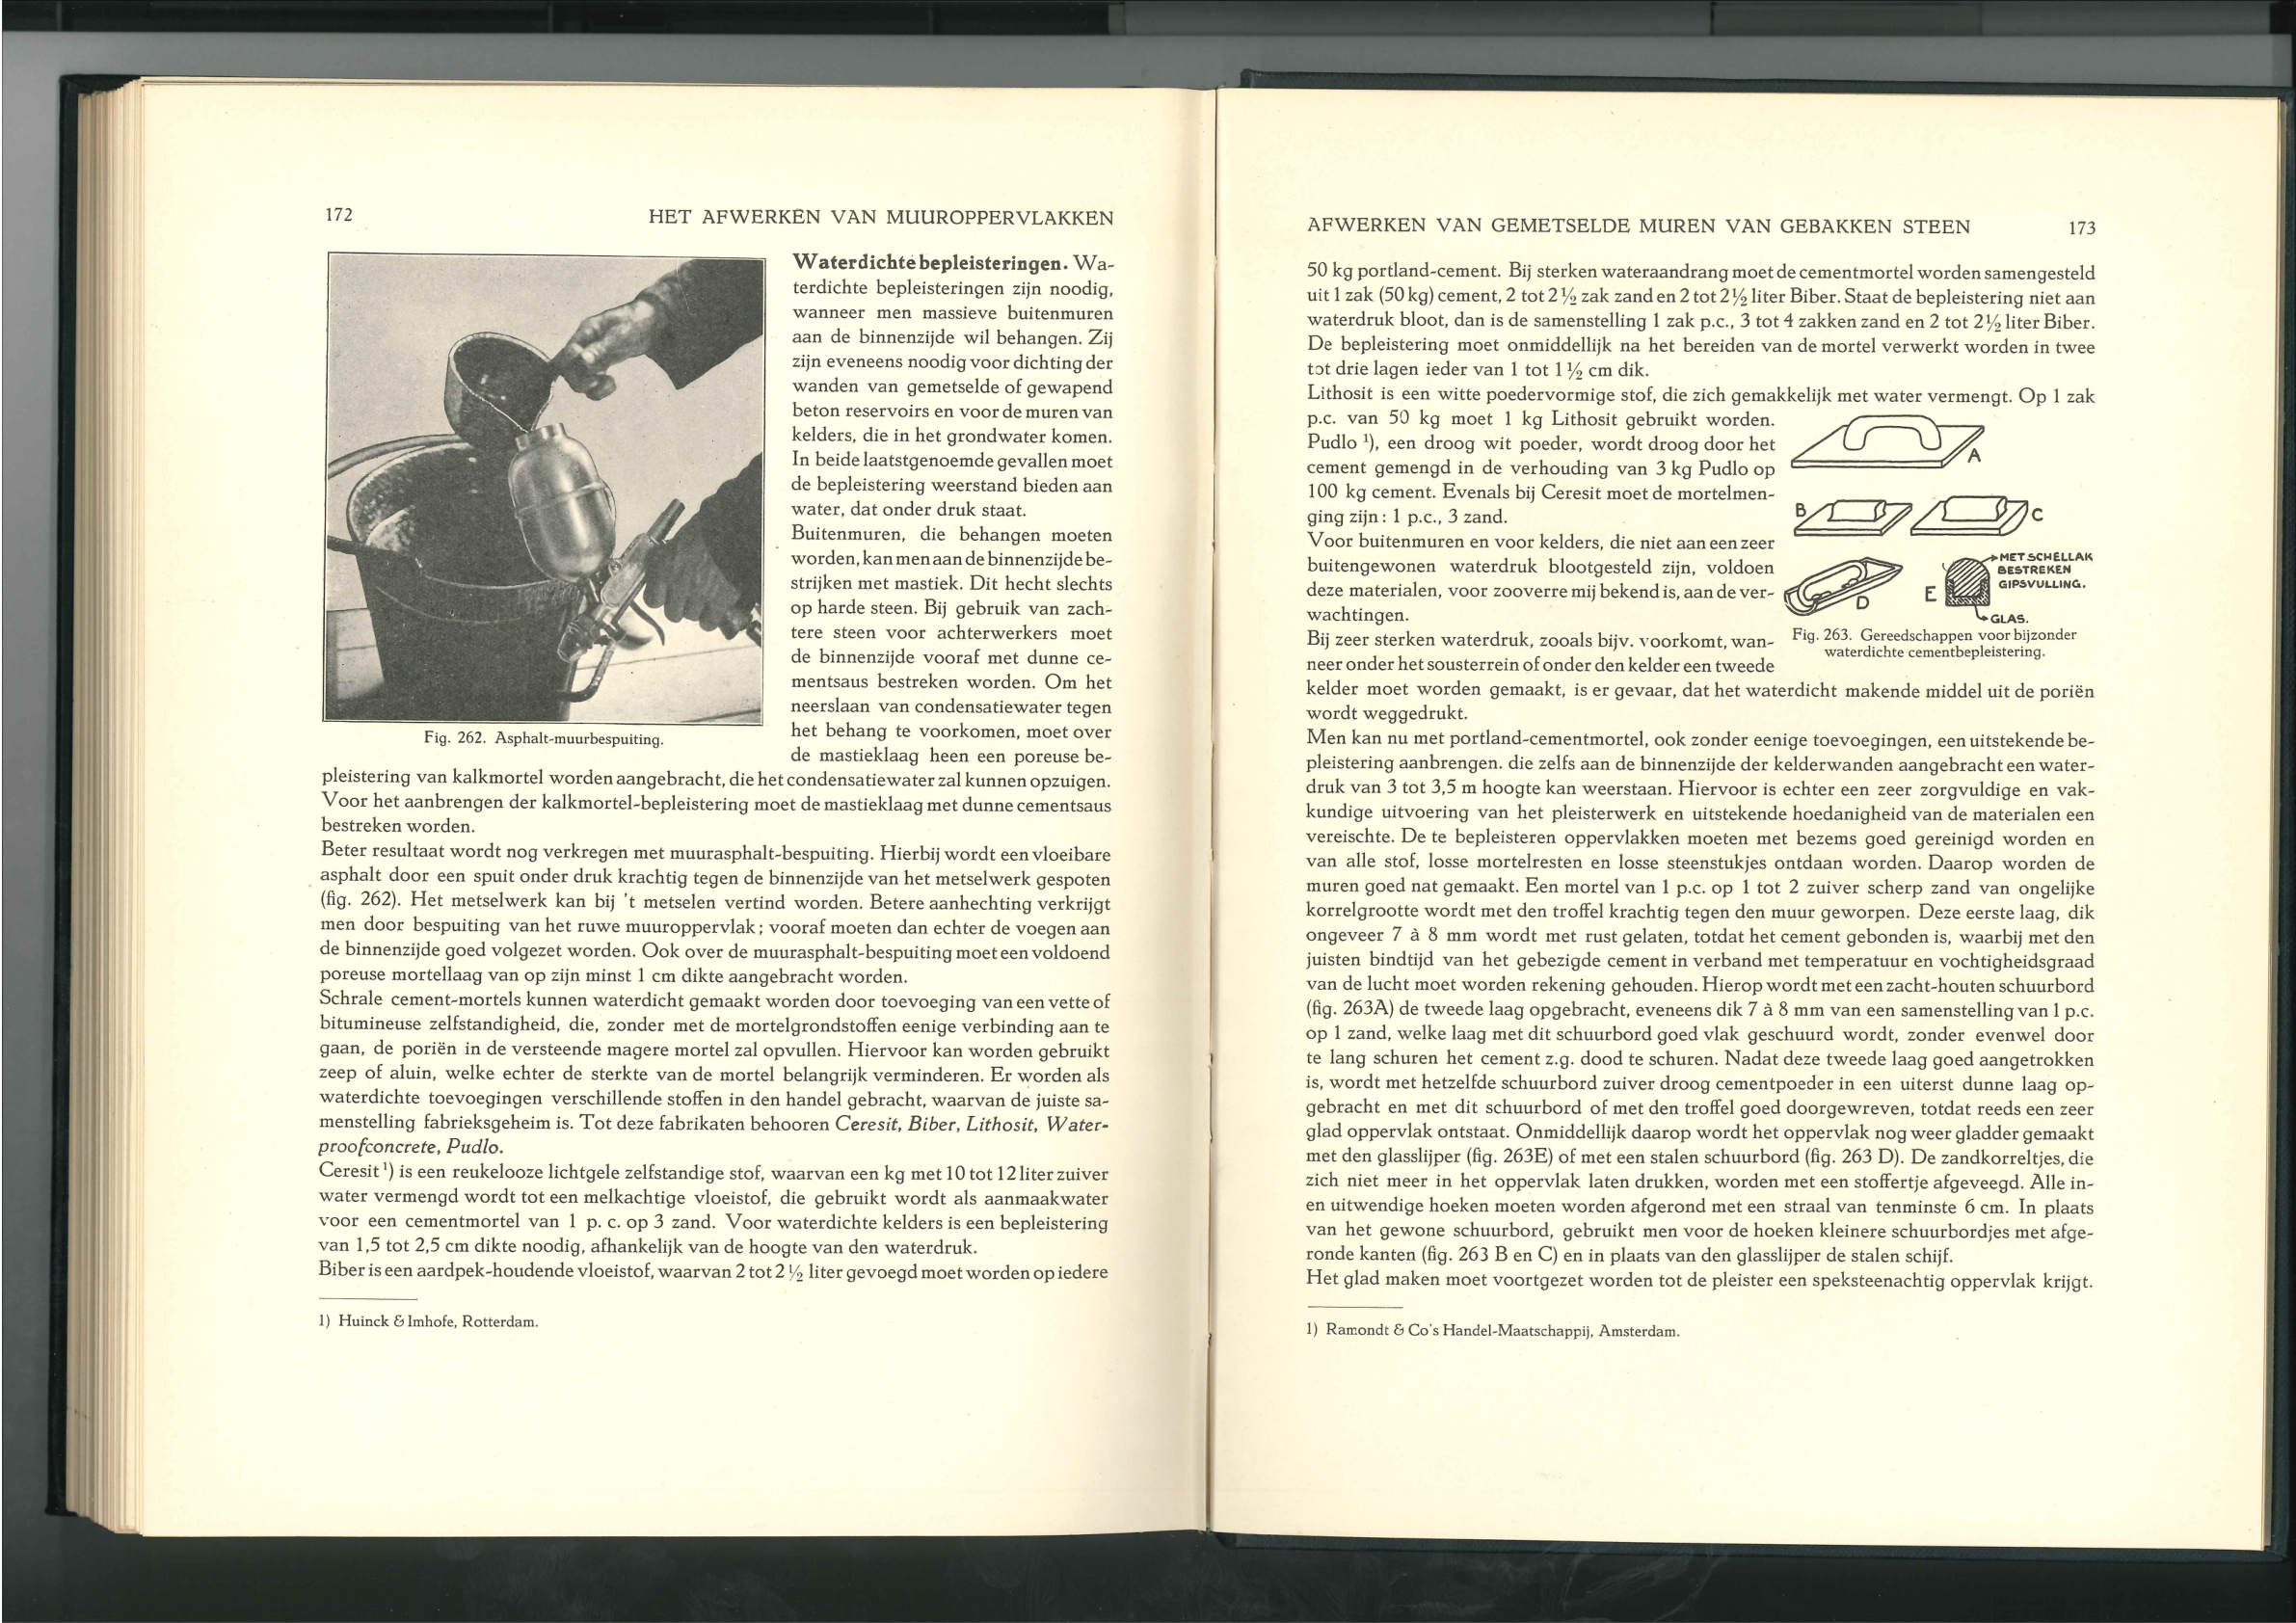 172
HET AFWERKEN VAN MUUROPPERVLAKKEN
Waterdichte bepleisteringen. Wa-
terdichte bepleisteringen zijn noodig,
wanneer men massieve buitenmuren
aan de binnenzijde wil behangen. Zij
zijn eveneens noodig voor dichting der
wanden van gemetselde of gewapend
beton reservoirs en voor de muren van
kelders, die in het grondwater komen.
In beide laatstgenoemde gevallen moet
de bepleistering weerstand bieden aan
water, dat onder druk staat.
Buitenmuren, die behangen moeten
worden, kan men aan de binnenzijde be-
strijken met mastiek. Dit hecht slechts
op harde steen. Bij gebruik van zach-
tere steen voor achterwerkers moet
de binnenzijde vooraf met dunne ce-
mentsaus bestreken worden. Om het
neerslaan van condensatiewater tegen
het behang te voorkomen, moet over
de mastieklaag heen een poreuse be-
Fig. 262. Asphalt-muurbespuiting.
pleistering van kalkmortel worden aangebracht, die het condensatiewater zal kunnen opzuigen.
Voor het aanbrengen der kalkmortel-bepleistering moet de mastieklaag met dunne cementsaus
bestreken worden.
Beter resultaat wordt nog verkregen met muurasphalt-bespuiting. Hierbij wordt een vloeibare
asphalt door een spuit onder druk krachtig tegen de binnenzijde van het metselwerk gespoten
(fig. 262). Het metselwerk kan bij 't metselen vertind worden. Betere aanhechting verkrijgt
men door bespuiting van het ruwe muuroppervlak; vooraf moeten dan echter de voegen aan
de binnenzijde goed volgezet worden. Ook over de muurasphalt-bespuiting moet een voldoend
poreuse mortellaag van op zijn minst 1 cm dikte aangebracht worden.
Schrale cement-mortels kunnen waterdicht gemaakt worden door toevoeging van een vette of
bitumineuse zelfstandigheid, die, zonder met de mortelgrondstoffen eenige verbinding aan te
gaan, de poriën in de versteende magere mortel zal opvullen. Hiervoor kan worden gebruikt
zeep of aluin, welke echter de sterkte van de mortel belangrijk verminderen. Er worden als
waterdichte toevoegingen verschillende stoffen in den handel gebracht, waarvan de juiste sa-
menstelling fabrieksgeheim is. Tot deze fabrikaten behooren Ceresit, Biber, Lithosit, Water-
proofconcrete, Pudlo.
Ceresit ¹) is een reukelooze lichtgele zelfstandige stof, waarvan een kg met 10 tot 12 liter zuiver
water vermengd wordt tot een melkachtige vloeistof, die gebruikt wordt als aanmaakwater
voor een cementmortel van 1 p. c. op 3 zand. Voor waterdichte kelders is een bepleistering
van 1,5 tot 2,5 cm dikte noodig, afhankelijk van de hoogte van den waterdruk.
Biber is een aardpek-houdende vloeistof, waarvan 2 tot 2 ½ liter gevoegd moet worden op iedere
1) Huinck & Imhofe, Rotterdam.
AFWERKEN VAN GEMETSELDE MUREN VAN GEBAKKEN STEEN
173
50 kg portland-cement. Bij sterken wateraandrang moet de cementmortel worden samengesteld
uit 1 zak (50 kg) cement, 2 tot 2 ½ zak zand en 2 tot 2 ½ liter Biber. Staat de bepleistering niet aan
waterdruk bloot, dan is de samenstelling 1 zak p.c., 3 tot 4 zakken zand en 2 tot 2 ½ liter Biber.
De bepleistering moet onmiddellijk na het bereiden van de mortel verwerkt worden in twee
tot drie lagen ieder van 1 tot 1 ½ cm dik.
Lithosit is een witte poedervormige stof, die zich gemakkelijk met water vermengt. Op 1 zak
p.c. van 50 kg moet 1 kg Lithosit gebruikt worden.
Pudlo ¹), een droog wit poeder, wordt droog door het
cement gemengd in de verhouding van 3 kg Pudlo op
100 kg cement. Evenals bij Ceresit moet de mortelmen-
ging zijn: 1 p.c., 3 zand.
Voor buitenmuren en voor kelders, die niet aan een zeer
buitengewonen waterdruk blootgesteld zijn, voldoen
deze materialen, voor zooverre mij bekend is, aan de ver-
wachtingen.
Bij zeer sterken waterdruk, zooals bijv. voorkomt, wan-
neer onder het sousterrein of onder den kelder een tweede
A
B
C
D
E
MET SCHELLAK
BESTREKEN
GIPSVULLING.
GLAS.
Fig. 263. Gereedschappen voor bijzonder
waterdichte cementbepleistering.
kelder moet worden gemaakt, is er gevaar, dat het waterdicht makende middel uit de poriën
wordt weggedrukt.
Men kan nu met portland-cementmortel, ook zonder eenige toevoegingen, een uitstekende be-
pleistering aanbrengen. die zelfs aan de binnenzijde der kelderwanden aangebracht een water-
druk van 3 tot 3,5 m hoogte kan weerstaan. Hiervoor is echter een zeer zorgvuldige en vak-
kundige uitvoering van het pleisterwerk en uitstekende hoedanigheid van de materialen een
vereischte. De te bepleisteren oppervlakken moeten met bezems goed gereinigd worden en
van alle stof, losse mortelresten en losse steenstukjes ontdaan worden. Daarop worden de
muren goed nat gemaakt. Een mortel van 1 p.c. op 1 tot 2 zuiver scherp zand van ongelijke
korrelgrootte wordt met den troffel krachtig tegen den muur geworpen. Deze eerste laag, dik
ongeveer 7 à 8 mm wordt met rust gelaten, totdat het cement gebonden is, waarbij met den
juisten bindtijd van het gebezigde cement in verband met temperatuur en vochtigheidsgraad
van de lucht moet worden rekening gehouden. Hierop wordt met een zacht-houten schuurbord
(fig. 263A) de tweede laag opgebracht, eveneens dik 7 à 8 mm van een samenstelling van 1 p.c.
op 1 zand, welke laag met dit schuurbord goed vlak geschuurd wordt, zonder evenwel door
te lang schuren het cement z.g. dood te schuren. Nadat deze tweede laag goed aangetrokken
is, wordt met hetzelfde schuurbord zuiver droog cementpoeder in een uiterst dunne laag op-
gebracht en met dit schuurbord of met den troffel goed doorgewreven, totdat reeds een zeer
glad oppervlak ontstaat. Onmiddellijk daarop wordt het oppervlak nog weer gladder gemaakt
met den glasslijper (fig. 263E) of met een stalen schuurbord (fig. 263 D). De zandkorreltjes, die
zich niet meer in het oppervlak laten drukken, worden met een stoffertje afgeveegd. Alle in-
en uitwendige hoeken moeten worden afgerond met een straal van tenminste 6 cm. In plaats
van het gewone schuurbord, gebruikt men voor de hoeken kleinere schuurbordjes met afge-
ronde kanten (fig. 263 B en C) en in plaats van den glasslijper de stalen schijf.
Het glad maken moet voortgezet worden tot de pleister een speksteenachtig oppervlak krijgt.
1) Ramondt & Co's Handel-Maatschappij, Amsterdam.